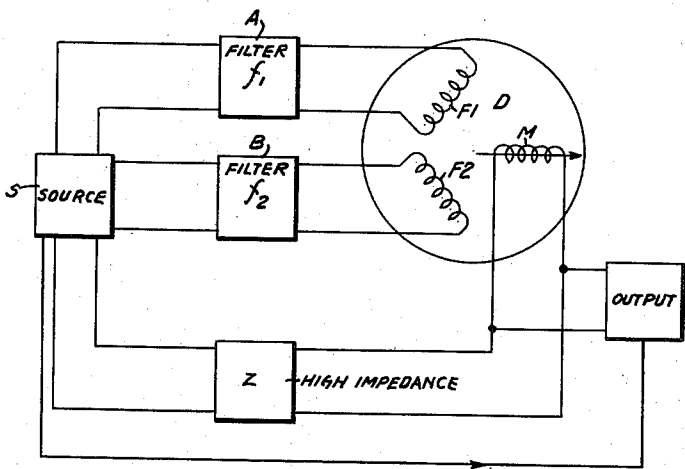 A
FILTER
f1
F1
D
B
FILTER
f2
F2
M
S
SOURCE
OUTPUT
Z
HIGH IMPEDANCE